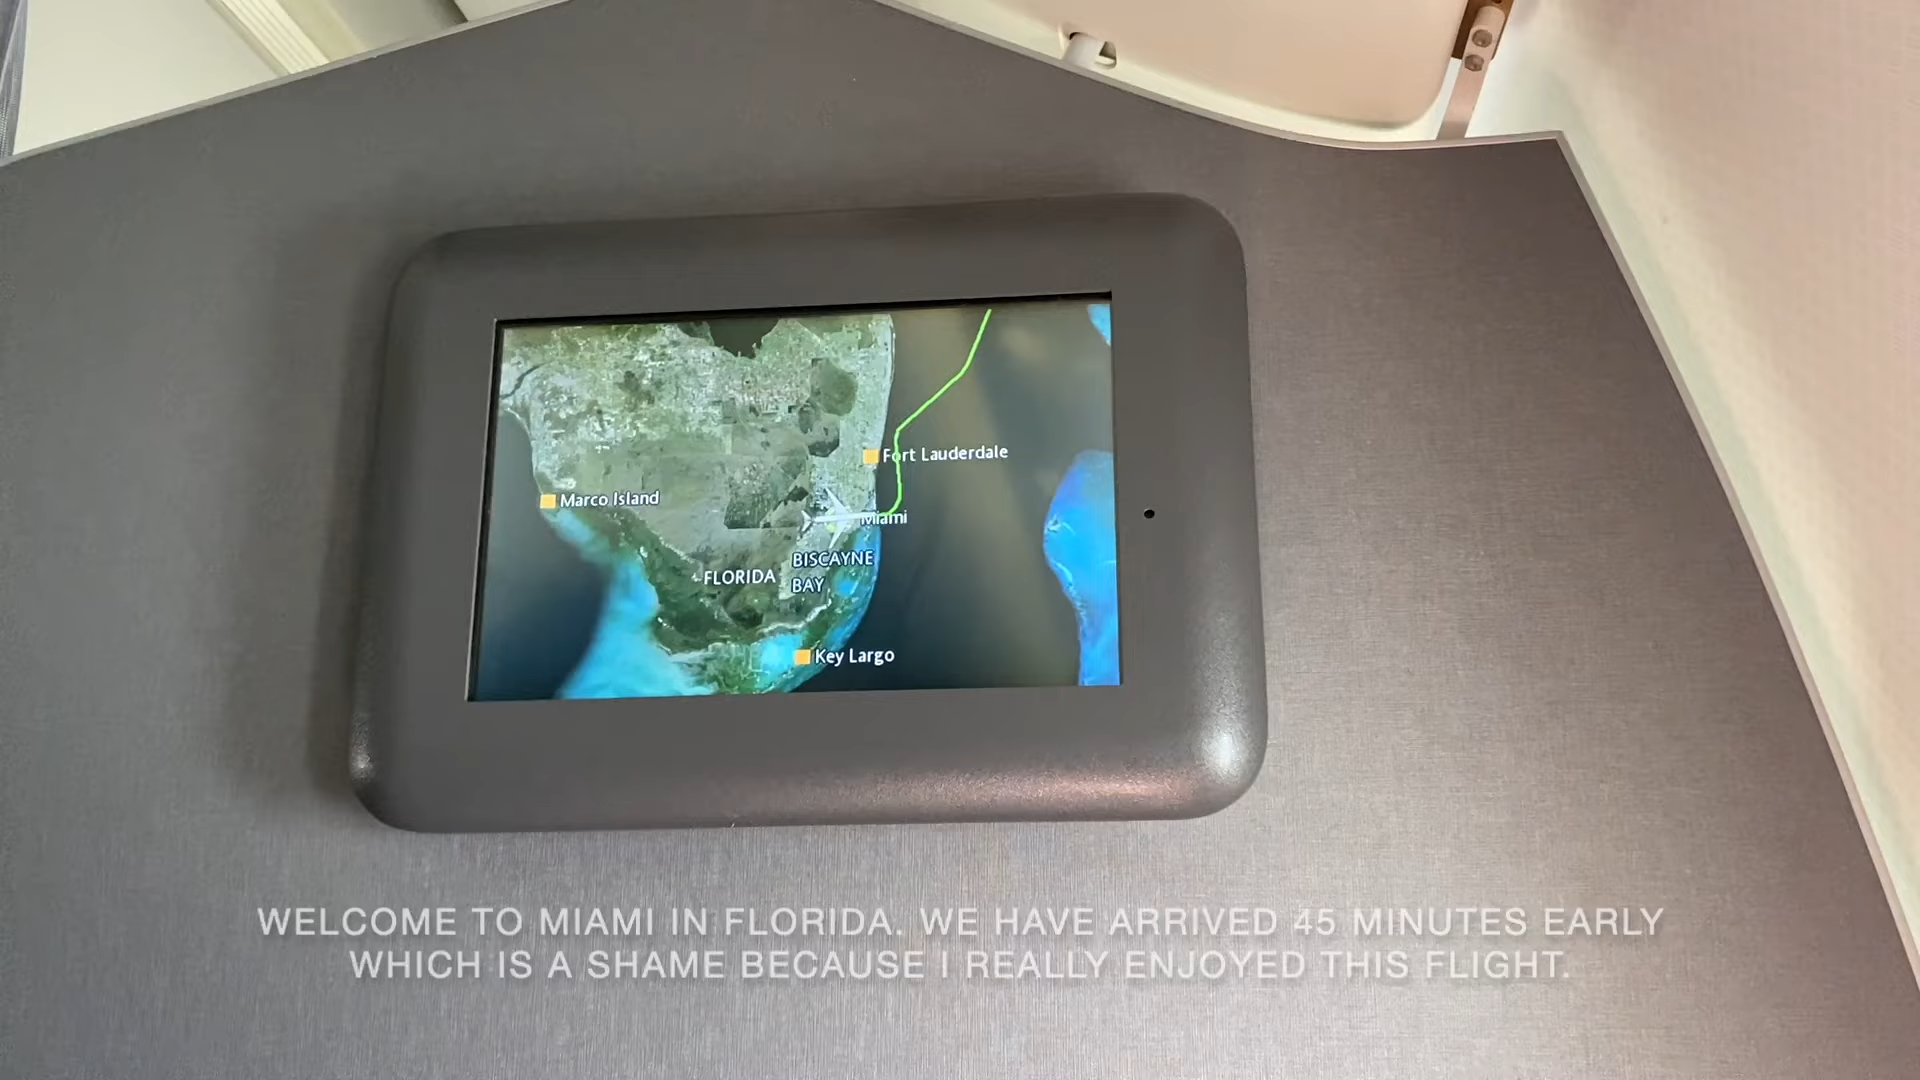 Fort Lauderdale
Marco Island
Miami
BISCAYNE
BAY
FLORIDA
Key Largo
WELCOME TO MIAMI IN FLORIDA. WE HAVE ARRIVED 45 MINUTES EARLY
WHICH IS A SHAME BECAUSE I REALLY ENJOYED THIS FLIGHT.